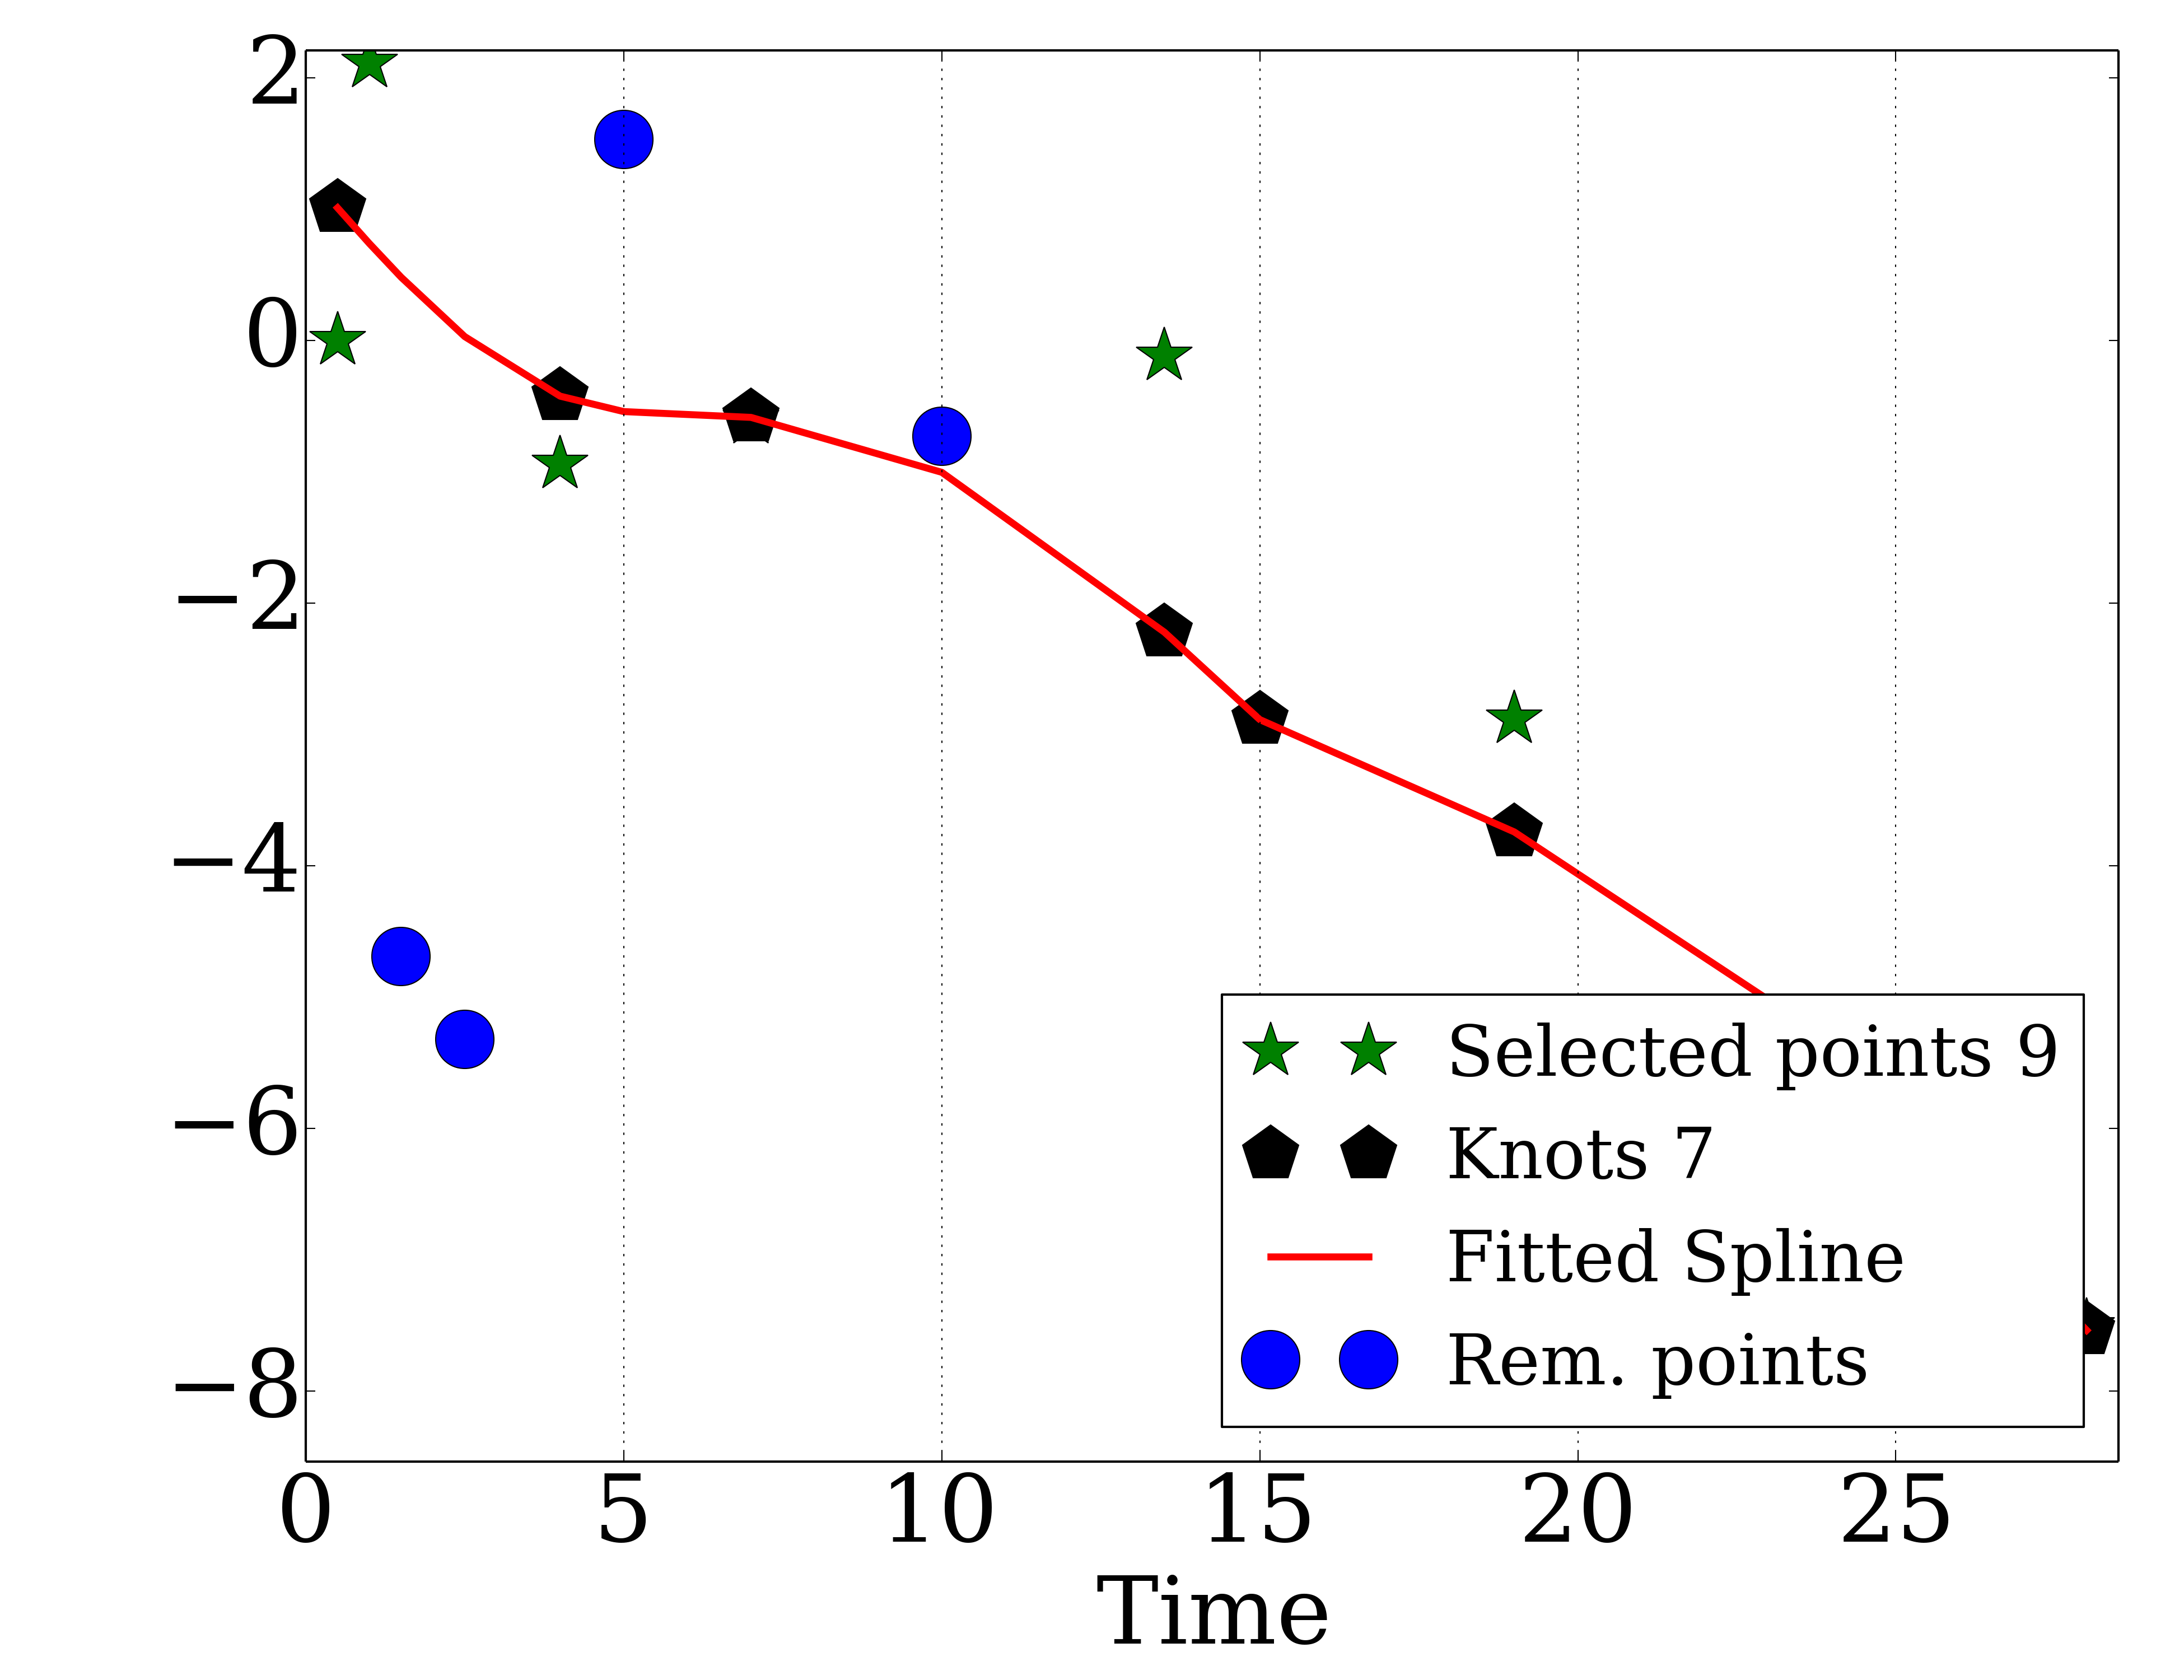 2
0
−2
−4
−6
−8
0 5 10 15 20 25
Time
Selected points 9
Knots 7
Fitted Spline
Rem. points